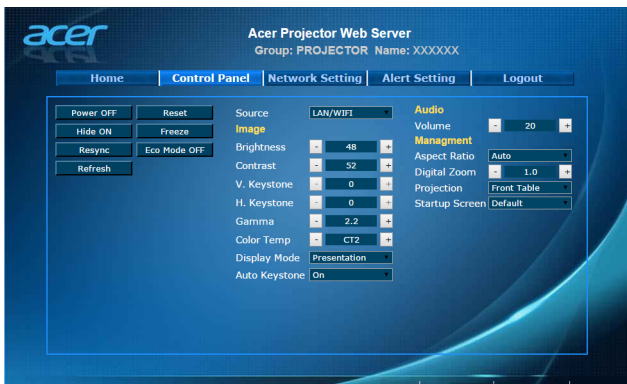 acer
Acer Projector Web Server
Group: PROJECTOR Name: XXXXXX
Home Control Panel Network Setting Alert Setting Logout
Power OFF Reset
Hide ON Freeze
Resync Eco Mode OFF
Refresh
Source LAN/WIFI
Image
Brightness - 48 +
Contrast - 52 +
V. Keystone - 0 +
H. Keystone - 0 +
Gamma - 2.2 +
Color Temp - CT2 +
Display Mode Presentation
Auto Keystone On
Audio
Volume - 20 +
Managment
Aspect Ratio Auto
Digital Zoom - 1.0 +
Projection Front Table
Startup Screen Default